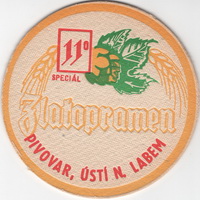 11°
SPECIÁL
Zlatopramen
PIVOVAR, ÚSTÍ N. LABEM